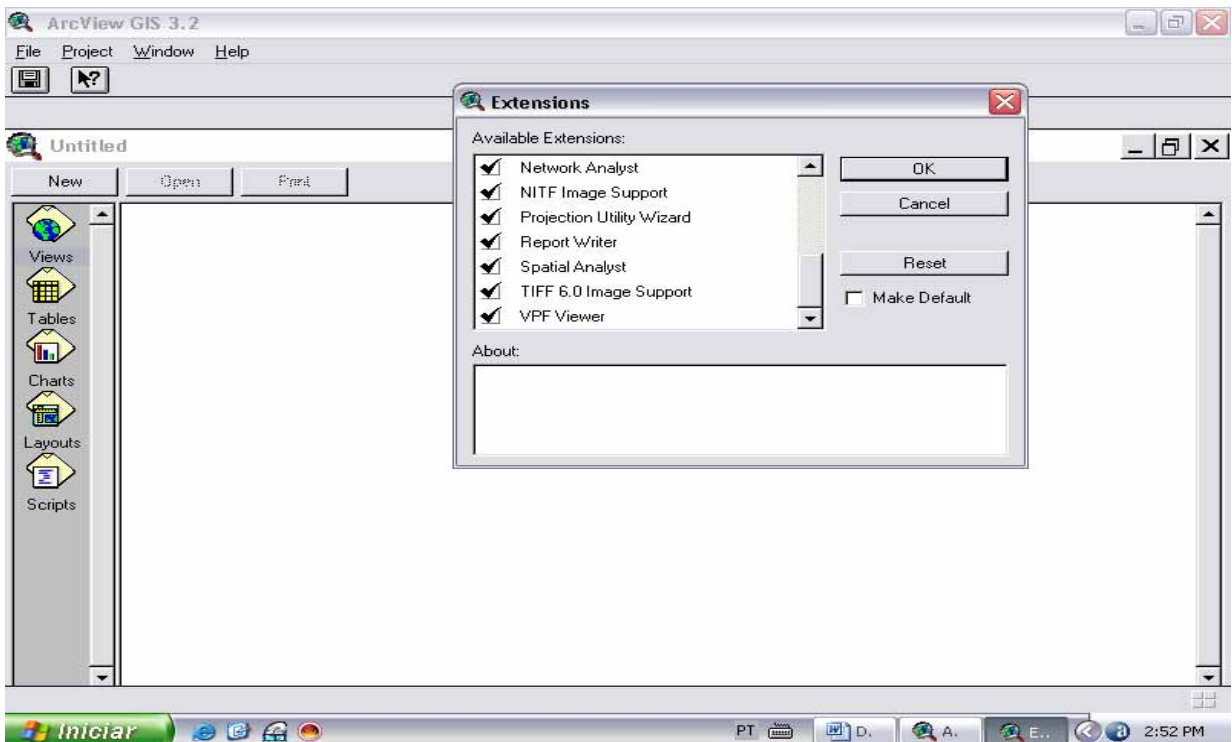 ArcView GIS 3.2
File Project Window Help
Extensions
Available Extensions:
Network Analyst
NITF Image Support
Projection Utility Wizard
Report Writer
Spatial Analyst
TIFF 6.0 Image Support
VPF Viewer
OK
Cancel
Reset
Make Default
About:
Untitled
New Open Print
Views
Tables
Charts
Layouts
Scripts
Iniciar PT D. A. E.. 2:52 PM